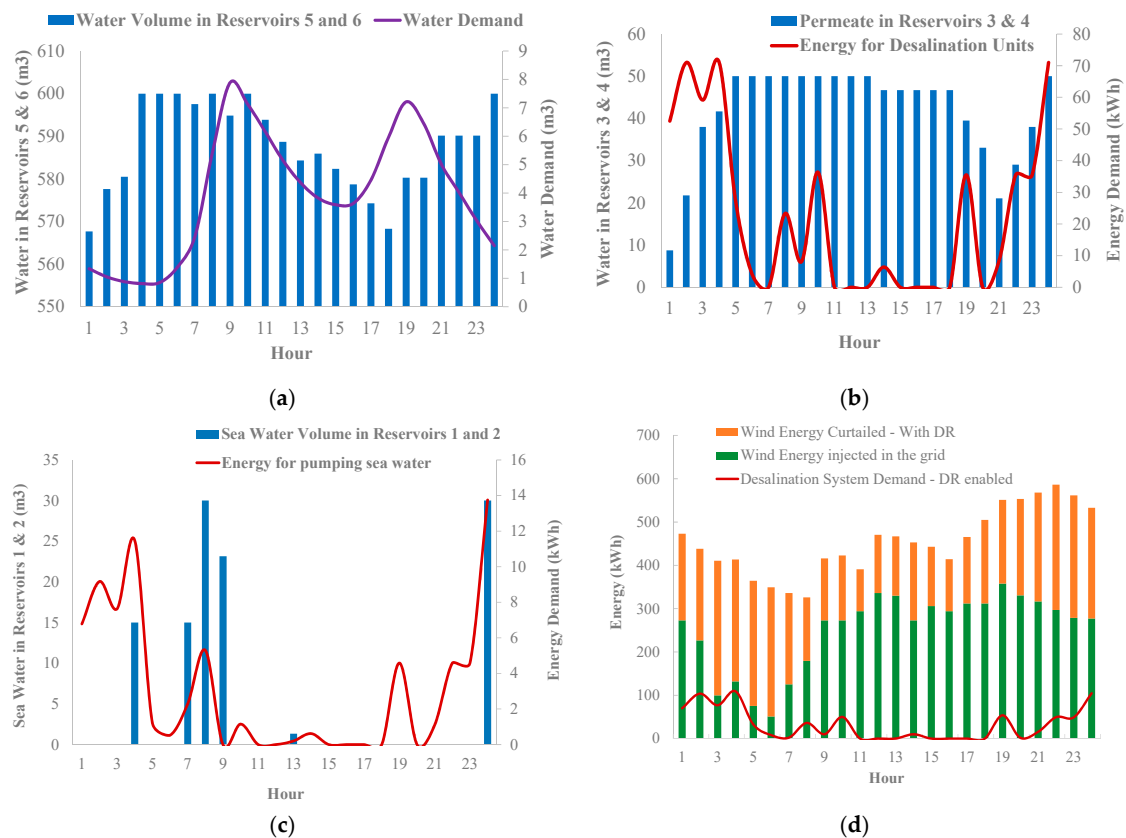 Water Volume in Reservoirs 5 and 6 Water Demand
610
600
590
580
570
560
550
Water in Reservoirs 5 & 6 (m3)
9
8
7
6
5
4
3
2
1
0
Water Demand (m3)
1 3 5 7 9 11 13 15 17 19 21 23
Hour
(a)
Permeate in Reservoirs 3 & 4
Energy for Desalination Units
60
50
40
30
20
10
0
Water in Reservoirs 3 & 4 (m3)
80
70
60
50
40
30
20
10
0
Energy Demand (kWh)
1 3 5 7 9 11 13 15 17 19 21 23
Hour
(b)
Sea Water Volume in Reservoirs 1 and 2
Energy for pumping sea water
35
30
25
20
15
10
5
0
Sea Water in Reservoirs 1 & 2 (m3)
16
14
12
10
8
6
4
2
0
Energy Demand (kWh)
1 3 5 7 9 11 13 15 17 19 21 23
Hour
(c)
Wind Energy Curtailed - With DR
Wind Energy injected in the grid
Desalination System Demand - DR enabled
700
600
500
400
300
200
100
0
Energy (kWh)
1 3 5 7 9 11 13 15 17 19 21 23
Hour
(d)